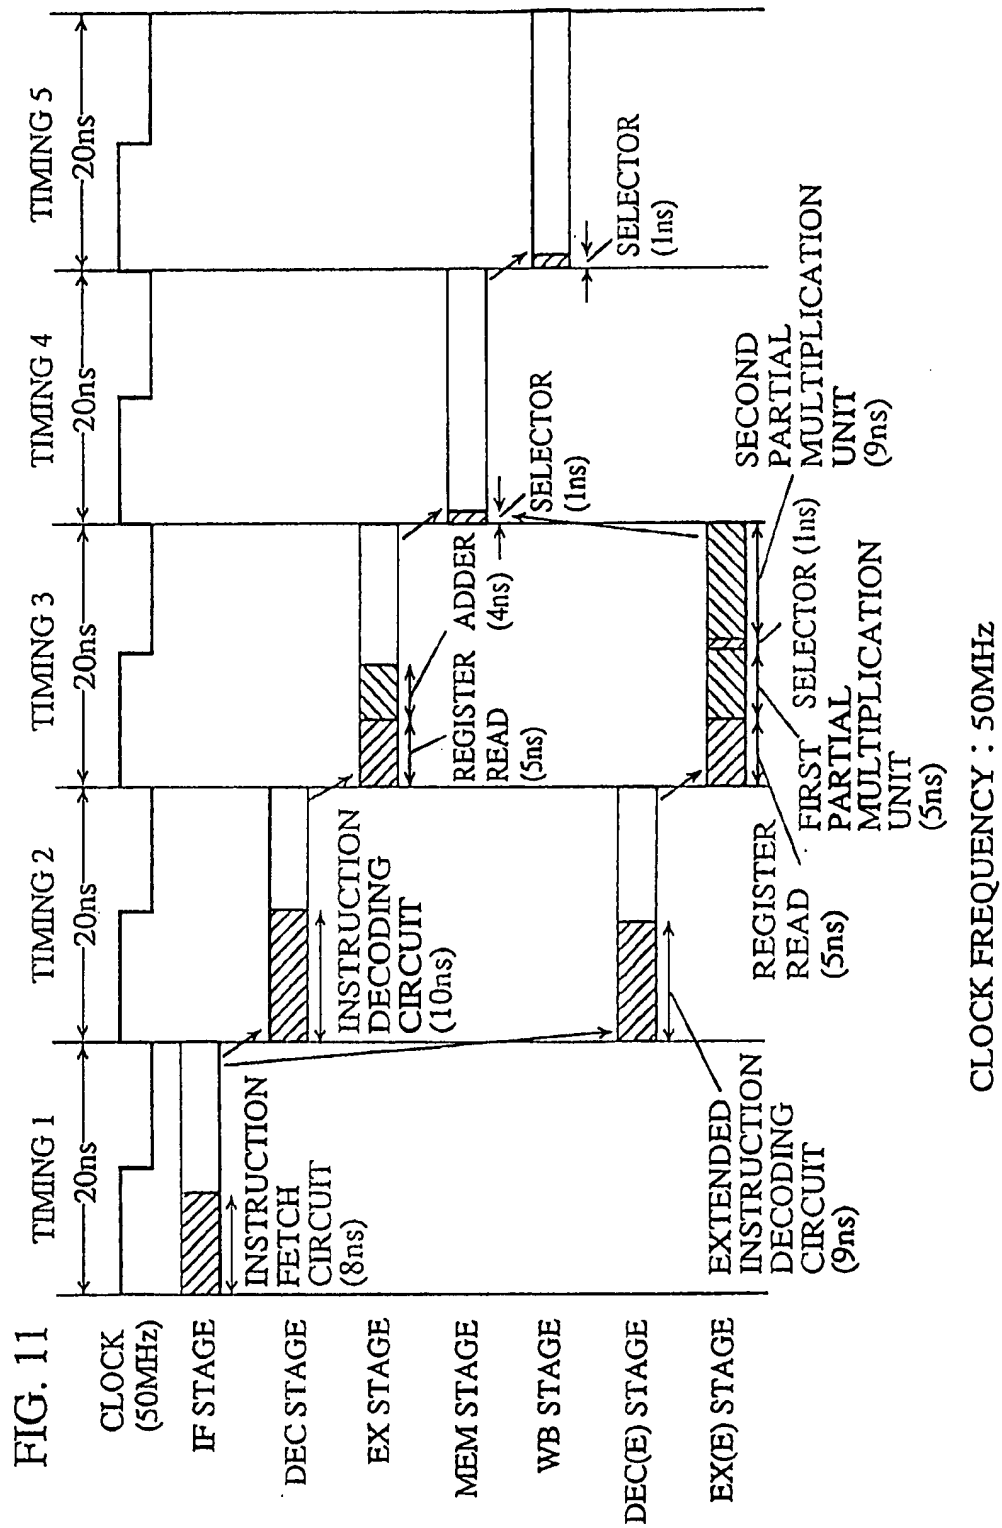 FIG. 11
TIMING 1
TIMING 2
TIMING 3
TIMING 4
TIMING 5
20ns
20ns
20ns
20ns
20ns
CLOCK
(50MHz)
IF STAGE
INSTRUCTION
FETCH
CIRCUIT
(8ns)
DEC STAGE
INSTRUCTION
DECODING
CIRCUIT
(10ns)
EX STAGE
REGISTER
READ
(5ns)
ADDER
(4ns)
MEM STAGE
SELECTOR
(1ns)
WB STAGE
SELECTOR
(1ns)
DEC(E) STAGE
EXTENDED
INSTRUCTION
DECODING
CIRCUIT
(9ns)
EX(E) STAGE
REGISTER
READ
(5ns)
FIRST
PARTIAL
MULTIPLICATION
UNIT
(5ns)
SELECTOR (1ns)
SECOND
PARTIAL
MULTIPLICATION
UNIT
(9ns)
CLOCK FREQUENCY : 50MHz